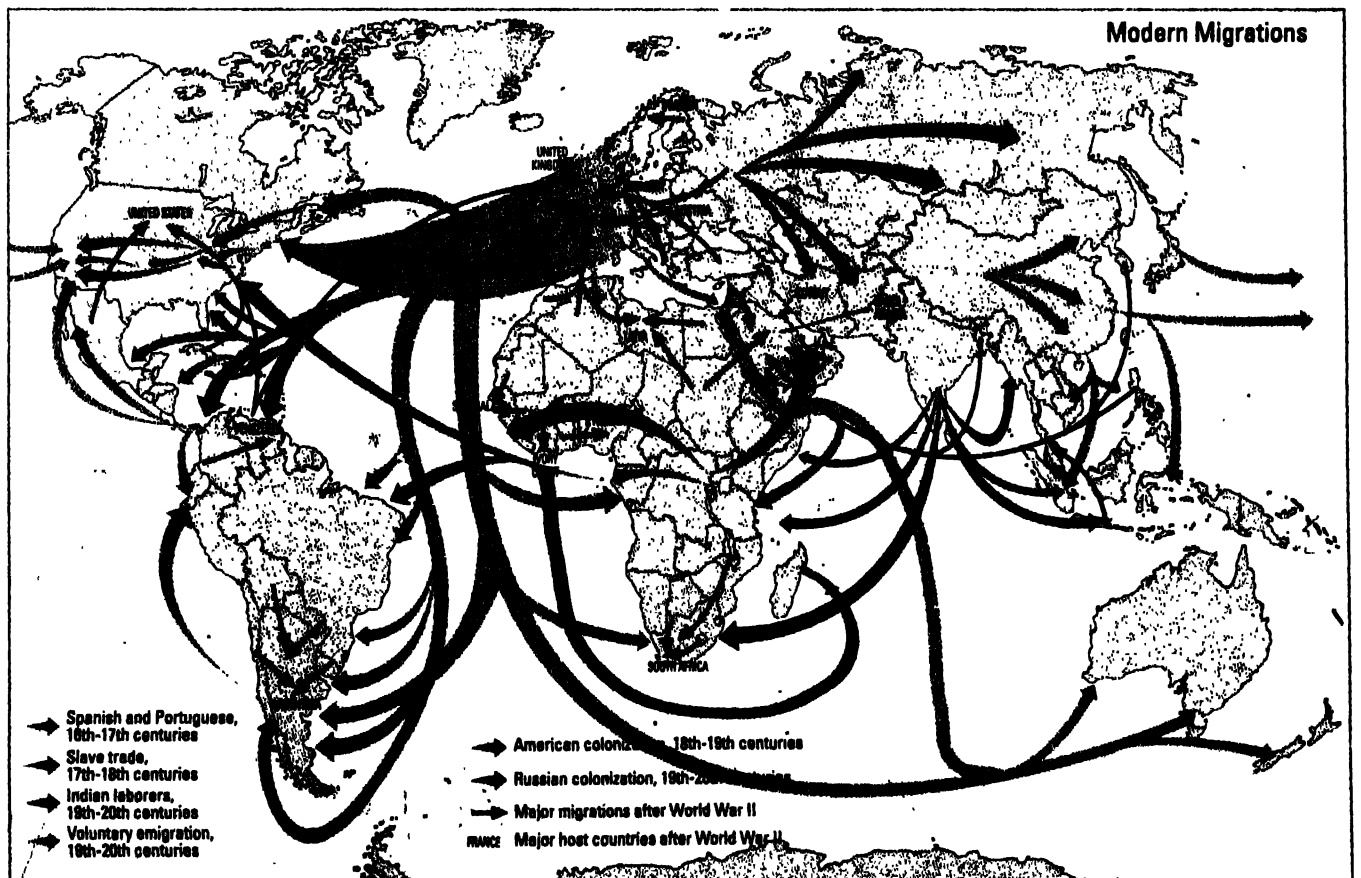 Modern Migrations
UNITED
UNITED STATES
SOUTH AFRICA
Spanish and Portuguese,
16th-17th centuries
Slave trade,
17th-18th centuries
Indian laborers,
19th-20th centuries
Voluntary emigration,
19th-20th centuries
American colonization, 18th-19th centuries
Russian colonization, 19th-20th centuries
Major migrations after World War II
FRANCE Major host countries after World War II